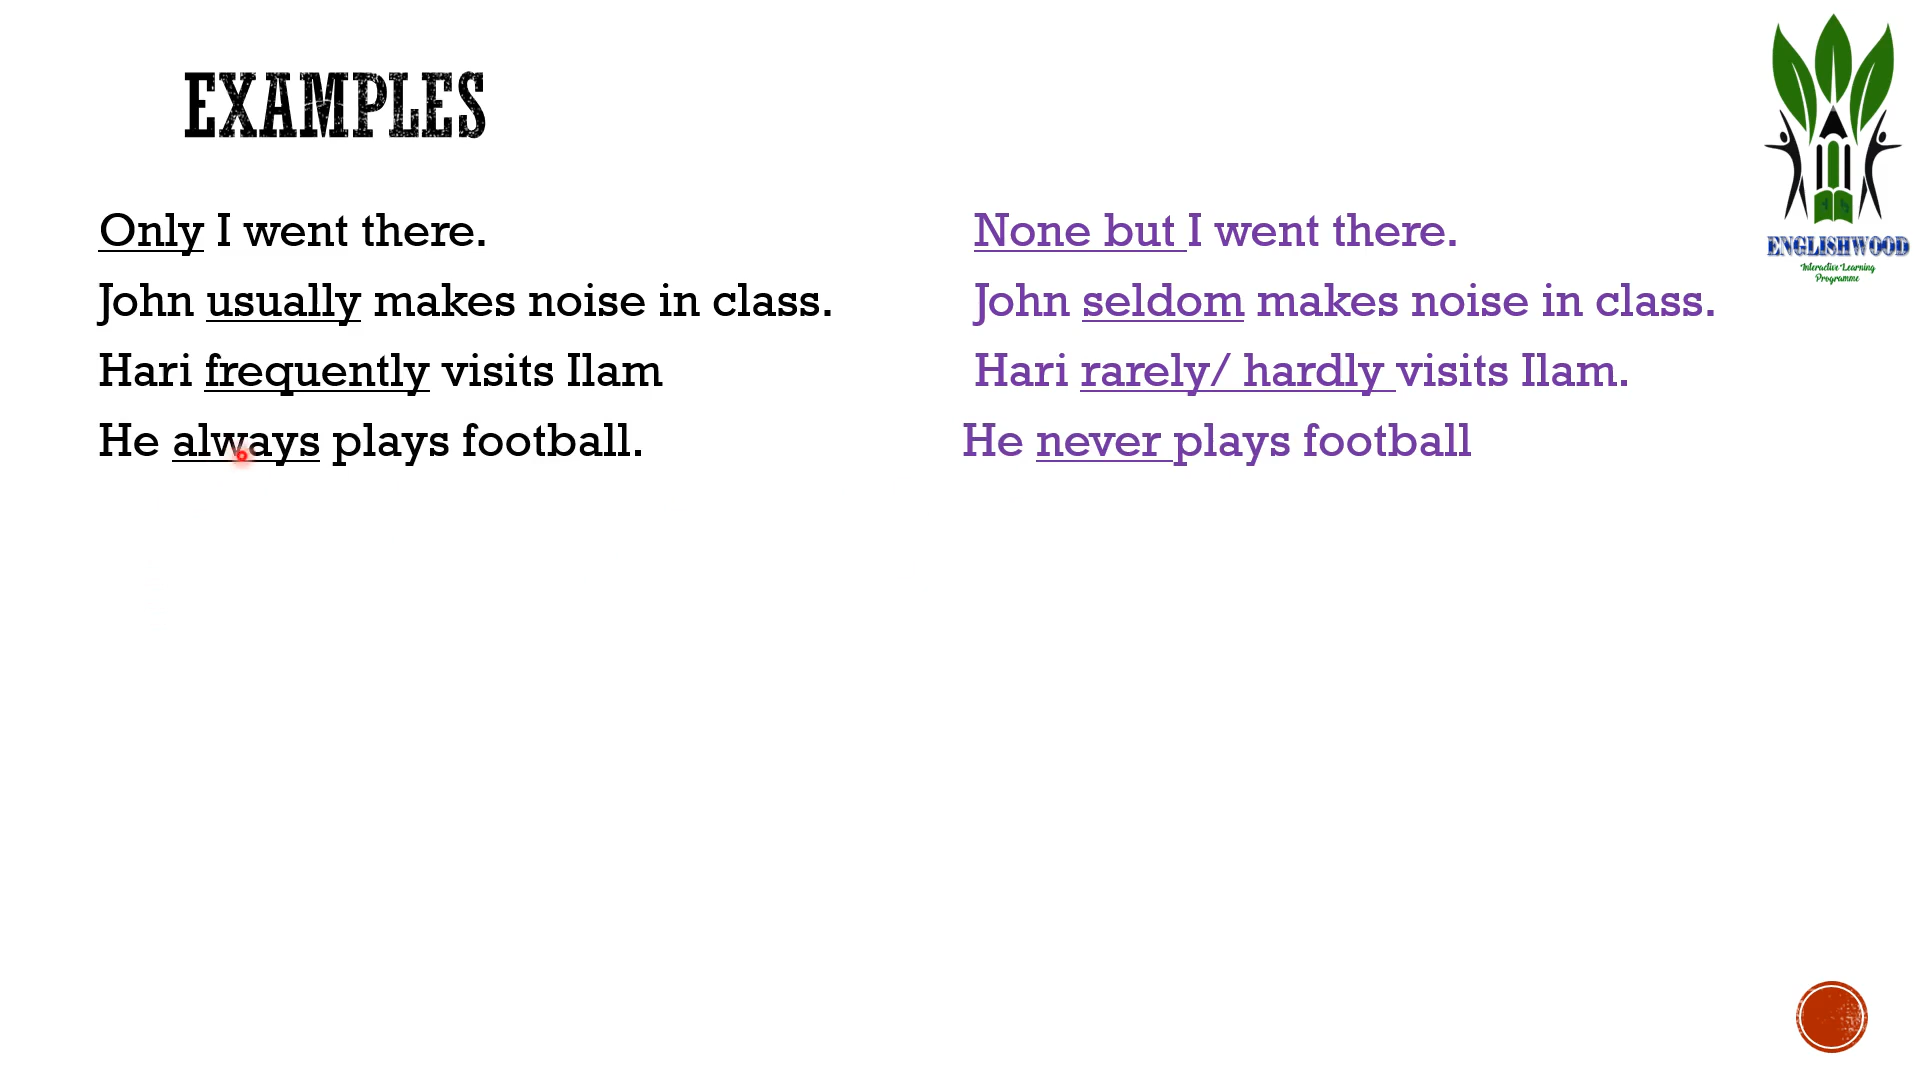 EXAMPLES
Only I went there. None but I went there.
John usually makes noise in class. John seldom makes noise in class.
Hari frequently visits Ilam Hari rarely/ hardly visits Ilam.
He always plays football. He never plays football
ENGLISHWOOD
Interactive Learning
Programme